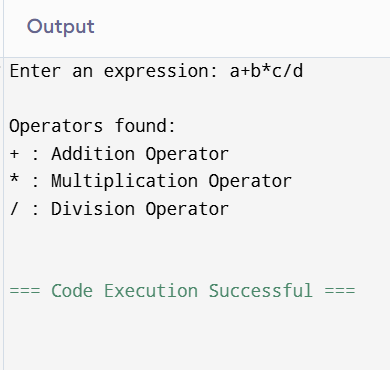 Output
Enter an expression: a+b*c/d
Operators found:
+ : Addition Operator
* : Multiplication Operator
/ : Division Operator
=== Code Execution Successful ===